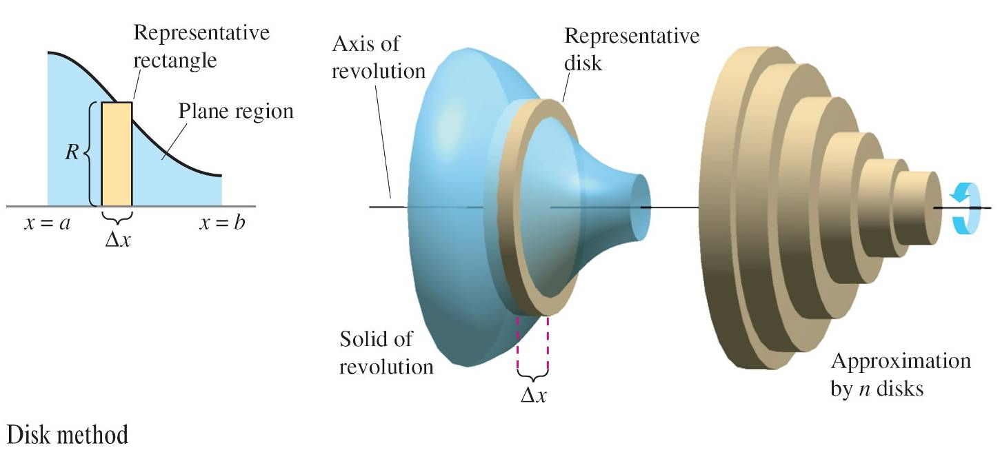 Representative
rectangle
Plane region
R
x = a
Δx
x = b
Axis of
revolution
Representative
disk
Solid of
revolution
Δx
Approximation
by n disks
Disk method